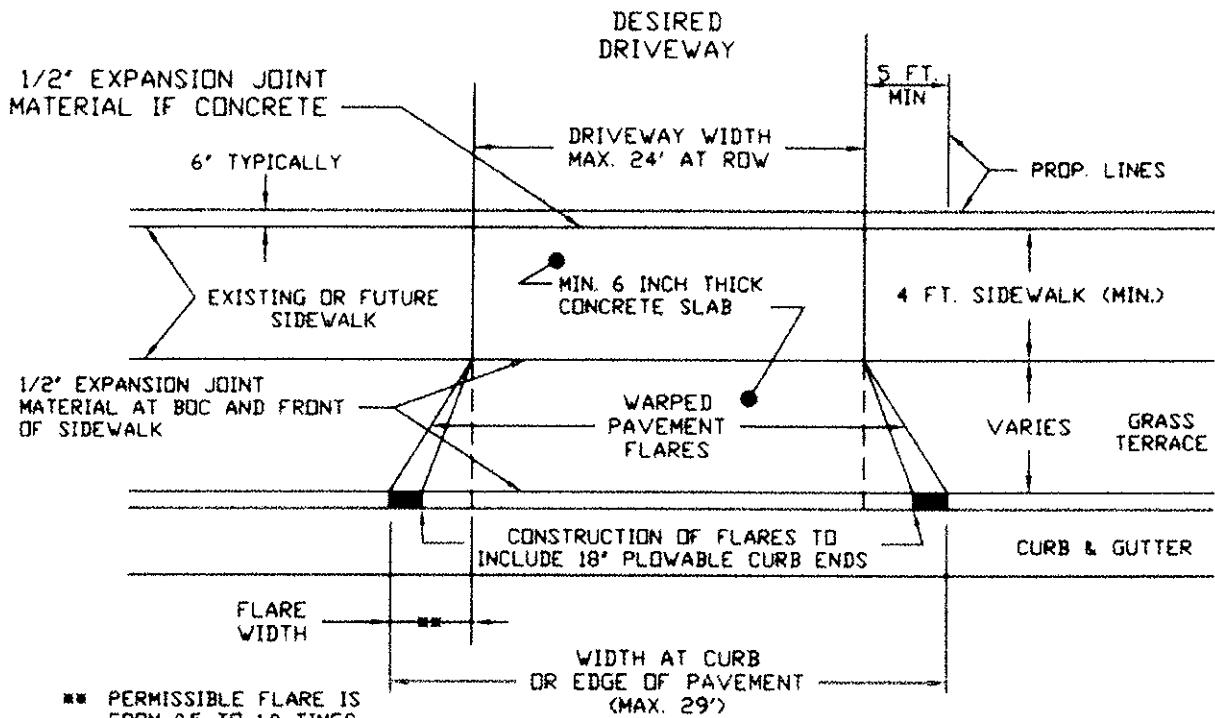 DESIRED
DRIVEWAY
1/2" EXPANSION JOINT
MATERIAL IF CONCRETE
5 FT.
MIN
DRIVEWAY WIDTH
MAX. 24' AT ROW
6" TYPICALLY
PROP. LINES
EXISTING OR FUTURE
SIDEWALK
MIN. 6 INCH THICK
CONCRETE SLAB
4 FT. SIDEWALK (MIN.)
1/2" EXPANSION JOINT
MATERIAL AT BOC AND FRONT
OF SIDEWALK
WARPED
PAVEMENT
FLARES
VARIES
GRASS
TERRACE
CONSTRUCTION OF FLARES TO
INCLUDE 18" PLOWABLE CURB ENDS
CURB & GUTTER
FLARE
WIDTH
**
WIDTH AT CURB
OR EDGE OF PAVEMENT
(MAX. 29')
** PERMISSIBLE FLARE IS